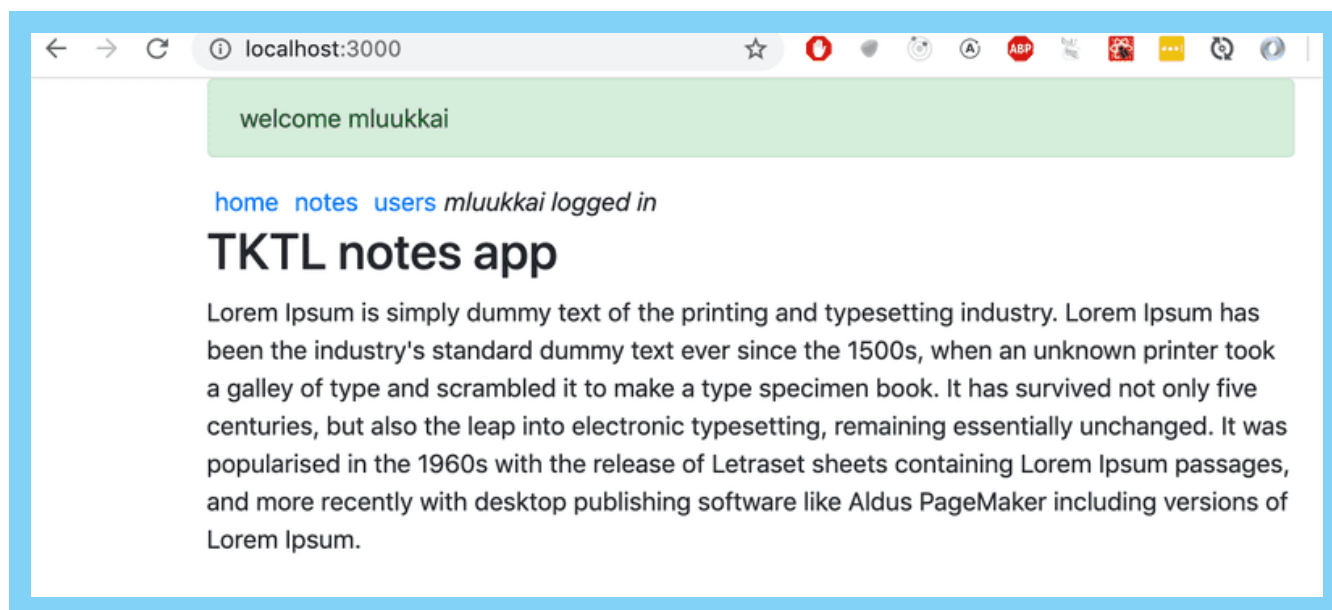 localhost:3000
ABP
welcome mluukkai
home notes users mluukkai logged in
TKTL notes app
Lorem Ipsum is simply dummy text of the printing and typesetting industry. Lorem Ipsum has
been the industry's standard dummy text ever since the 1500s, when an unknown printer took
a galley of type and scrambled it to make a type specimen book. It has survived not only five
centuries, but also the leap into electronic typesetting, remaining essentially unchanged. It was
popularised in the 1960s with the release of Letraset sheets containing Lorem Ipsum passages,
and more recently with desktop publishing software like Aldus PageMaker including versions of
Lorem Ipsum.